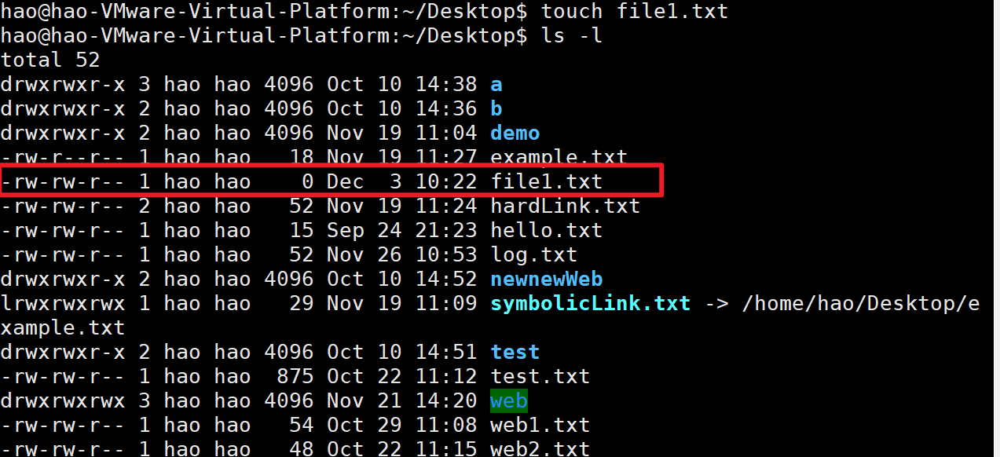 hao@hao-VMware-Virtual-Platform:~/Desktop$ touch file1.txt
hao@hao-VMware-Virtual-Platform:~/Desktop$ ls -l
total 52
drwxrwxr-x 3 hao hao 4096 Oct 10 14:38 a
drwxrwxr-x 2 hao hao 4096 Oct 10 14:36 b
drwxrwxr-x 2 hao hao 4096 Nov 19 11:04 demo
-rw-r--r-- 1 hao hao   18 Nov 19 11:27 example.txt
-rw-rw-r-- 1 hao hao    0 Dec  3 10:22 file1.txt
-rw-rw-r-- 2 hao hao   52 Nov 19 11:24 hardLink.txt
-rw-rw-r-- 1 hao hao   15 Sep 24 21:23 hello.txt
-rw-rw-r-- 1 hao hao   52 Nov 26 10:53 log.txt
drwxrwxr-x 2 hao hao 4096 Oct 10 14:52 newnewWeb
lrwxrwxrwx 1 hao hao   29 Nov 19 11:09 symbolicLink.txt -> /home/hao/Desktop/e
xample.txt
drwxrwxr-x 2 hao hao 4096 Oct 10 14:51 test
-rw-rw-r-- 1 hao hao  875 Oct 22 11:12 test.txt
drwxrwxrwx 3 hao hao 4096 Nov 21 14:20 web
-rw-rw-r-- 1 hao hao   54 Oct 29 11:08 web1.txt
-rw-rw-r-- 1 hao hao   48 Oct 22 11:15 web2.txt